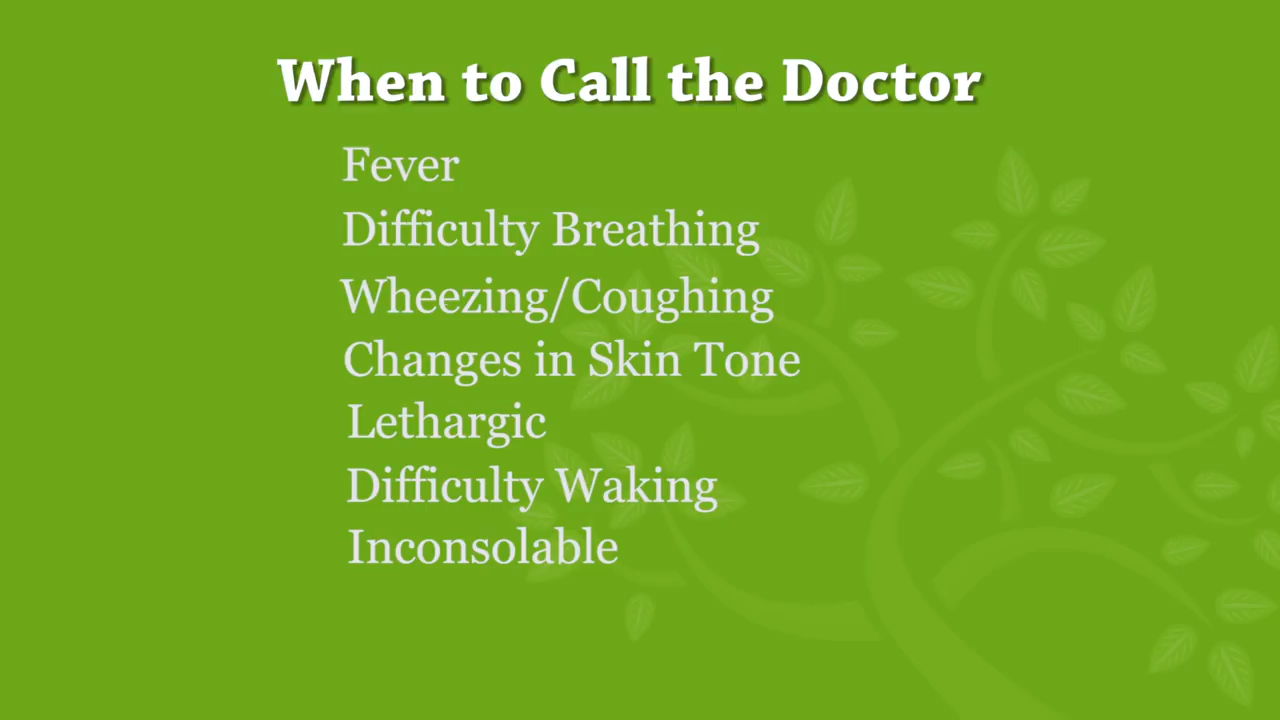 When to Call the Doctor
Fever
Difficulty Breathing
Wheezing/Coughing
Changes in Skin Tone
Lethargic
Difficulty Waking
Inconsolable